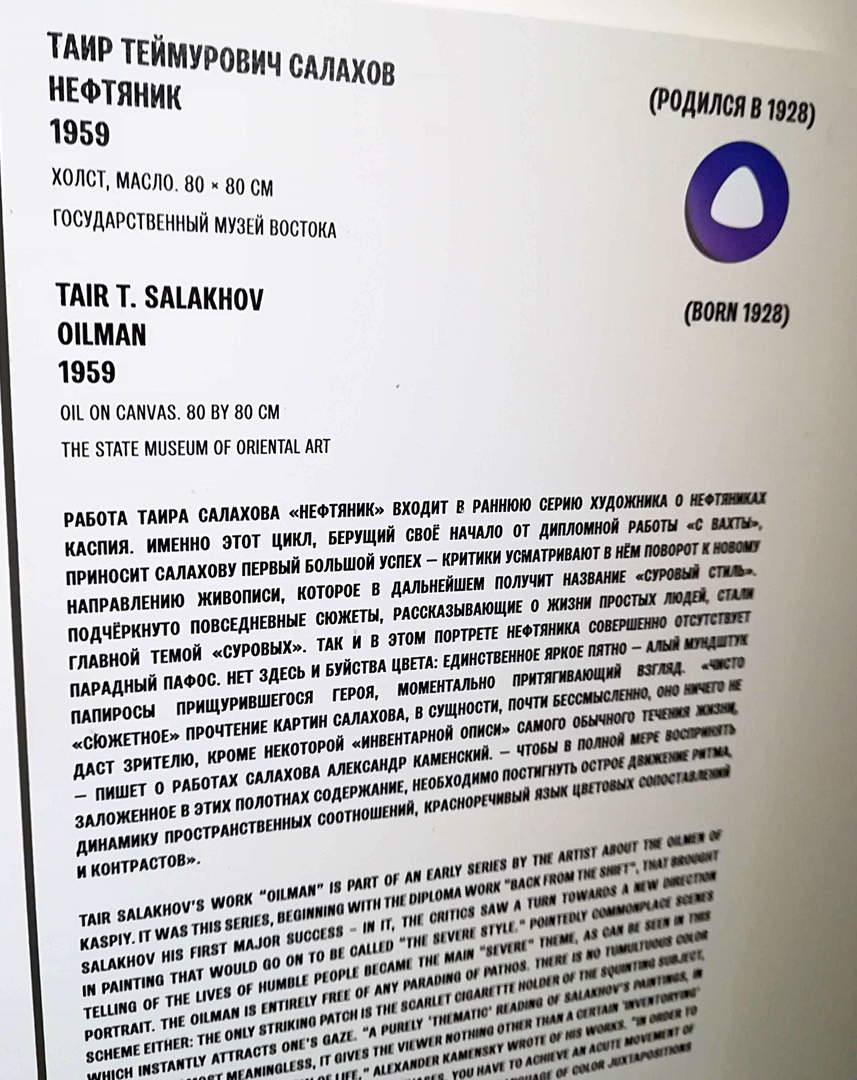 ТАИР ТЕЙМУРОВИЧ САЛАХОВ
НЕФТЯНИК
1959
(РОДИЛСЯ В 1928)
ХОЛСТ, МАСЛО. 80 × 80 СМ
ГОСУДАРСТВЕННЫЙ МУЗЕЙ ВОСТОКА
TAIR T. SALAKHOV
OILMAN
1959
(BORN 1928)
OIL ON CANVAS. 80 BY 80 CM
THE STATE MUSEUM OF ORIENTAL ART
РАБОТА ТАИРА САЛАХОВА «НЕФТЯНИК» ВХОДИТ В РАННЮЮ СЕРИЮ ХУДОЖНИКА О НЕФТЯНИКАХ
КАСПИЯ. ИМЕННО ЭТОТ ЦИКЛ, БЕРУЩИЙ СВОЁ НАЧАЛО ОТ ДИПЛОМНОЙ РАБОТЫ «С ВАХТЫ»,
ПРИНОСИТ САЛАХОВУ ПЕРВЫЙ БОЛЬШОЙ УСПЕХ – КРИТИКИ УСМАТРИВАЮТ В НЁМ ПОВОРОТ К НОВОМУ
НАПРАВЛЕНИЮ ЖИВОПИСИ, КОТОРОЕ В ДАЛЬНЕЙШЕМ ПОЛУЧИТ НАЗВАНИЕ «СУРОВЫЙ СТИЛЬ».
ПОДЧЁРКНУТО ПОВСЕДНЕВНЫЕ СЮЖЕТЫ, РАССКАЗЫВАЮЩИЕ О ЖИЗНИ ПРОСТЫХ ЛЮДЕЙ, СТАЛИ
ГЛАВНОЙ ТЕМОЙ «СУРОВЫХ». ТАК И В ЭТОМ ПОРТРЕТЕ НЕФТЯНИКА СОВЕРШЕННО ОТСУТСТВУЕТ
ПАРАДНЫЙ ПАФОС. НЕТ ЗДЕСЬ И БУЙСТВА ЦВЕТА: ЕДИНСТВЕННОЕ ЯРКОЕ ПЯТНО – АЛЫЙ МУНДШТУК
ПАПИРОСЫ ПРИЩУРИВШЕГОСЯ ГЕРОЯ, МОМЕНТАЛЬНО ПРИТЯГИВАЮЩИЙ ВЗГЛЯД. «ЧИСТО
«СЮЖЕТНОЕ» ПРОЧТЕНИЕ КАРТИН САЛАХОВА, В СУЩНОСТИ, ПОЧТИ БЕССМЫСЛЕННО, ОНО НИЧЕГО НЕ
ДАСТ ЗРИТЕЛЮ, КРОМЕ НЕКОТОРОЙ «ИНВЕНТАРНОЙ ОПИСИ» САМОГО ОБЫЧНОГО ТЕЧЕНИЯ ЖИЗНИ,
– ПИШЕТ О РАБОТАХ САЛАХОВА АЛЕКСАНДР КАМЕНСКИЙ. – ЧТОБЫ В ПОЛНОЙ МЕРЕ ВОСПРИНЯТЬ
ЗАЛОЖЕННОЕ В ЭТИХ ПОЛОТНАХ СОДЕРЖАНИЕ, НЕОБХОДИМО ПОСТИГНУТЬ ОСТРОЕ ДВИЖЕНИЕ РИТМА,
ДИНАМИКУ ПРОСТРАНСТВЕННЫХ СООТНОШЕНИЙ, КРАСНОРЕЧИВЫЙ ЯЗЫК ЦВЕТОВЫХ СОПОСТАВЛЕНИЙ
И КОНТРАСТОВ».
TAIR SALAKHOV'S WORK "OILMAN" IS PART OF AN EARLY SERIES BY THE ARTIST ABOUT THE OILMEN OF
KASPIY. IT WAS THIS SERIES, BEGINNING WITH THE DIPLOMA WORK "BACK FROM THE SHIFT", THAT BROUGHT
SALAKHOV HIS FIRST MAJOR SUCCESS – IN IT, THE CRITICS SAW A TURN TOWARDS A NEW DIRECTION
IN PAINTING THAT WOULD GO ON TO BE CALLED "THE SEVERE STYLE." POINTEDLY COMMONPLACE SCENES
TELLING OF THE LIVES OF HUMBLE PEOPLE BECAME THE MAIN "SEVERE" THEME, AS CAN BE SEEN IN THIS
PORTRAIT. THE OILMAN IS ENTIRELY FREE OF ANY PARADING OF PATHOS. THERE IS NO TUMULTUOUS COLOR
SCHEME EITHER: THE ONLY STRIKING PATCH IS THE SCARLET CIGARETTE HOLDER OF THE SQUINTING SUBJECT,
WHICH INSTANTLY ATTRACTS ONE'S GAZE. "A PURELY 'THEMATIC' READING OF SALAKHOV'S PAINTINGS, IN
MEANINGLESS, IT GIVES THE VIEWER NOTHING OTHER THAN A CERTAIN 'INVENTORYING'
OF LIFE," ALEXANDER KAMENSKY WROTE OF HIS WORKS. "IN ORDER TO
YOU HAVE TO ACHIEVE AN ACUTE MOVEMENT OF
OF COLOR JUXTAPOSITIONS